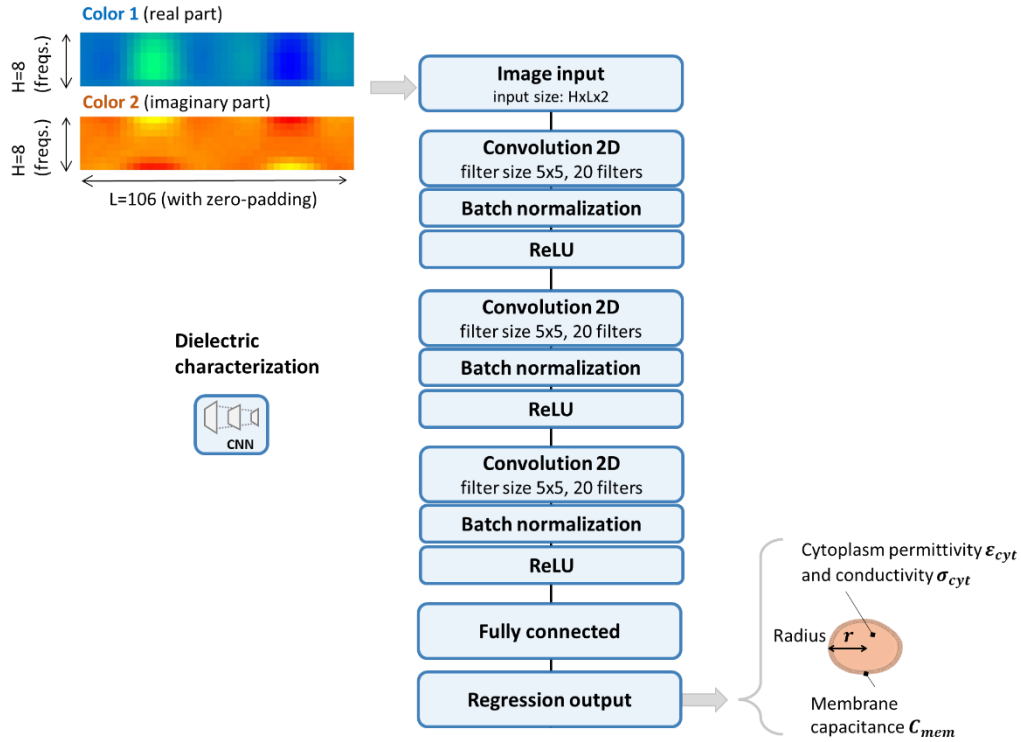 Color 1 (real part)
H=8
(freqs.)
Color 2 (imaginary part)
H=8
(freqs.)
L=106 (with zero-padding)
Image input
input size: HxLx2
Convolution 2D
filter size 5x5, 20 filters
Batch normalization
ReLU
Convolution 2D
filter size 5x5, 20 filters
Batch normalization
ReLU
Dielectric
characterization
CNN
Convolution 2D
filter size 5x5, 20 filters
Batch normalization
ReLU
Fully connected
Regression output
Cytoplasm permittivity ε_cyt
and conductivity σ_cyt
Radius
r
Membrane
capacitance C_mem